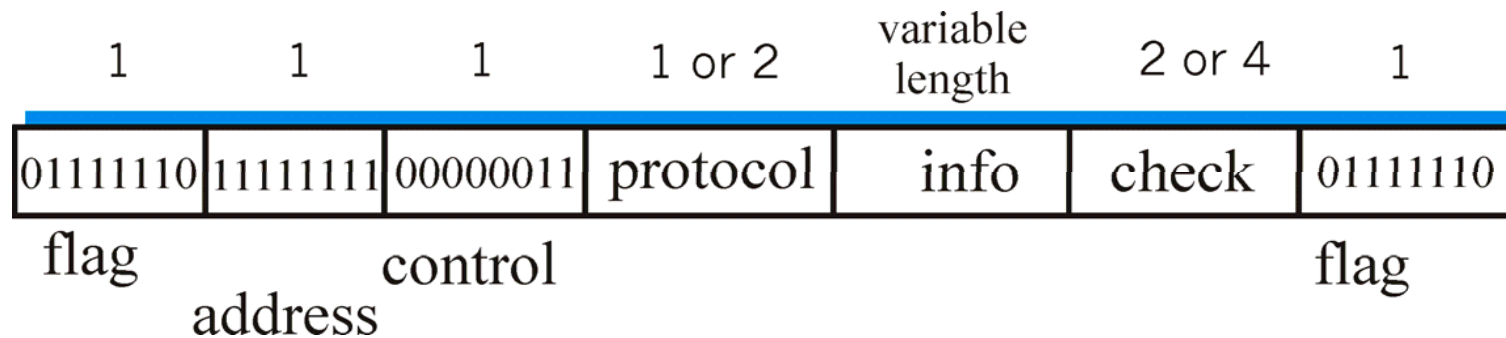 variable
1 1 1 1 or 2 length 2 or 4 1
01111110 11111111 00000011 protocol info check 01111110
flag control flag
address